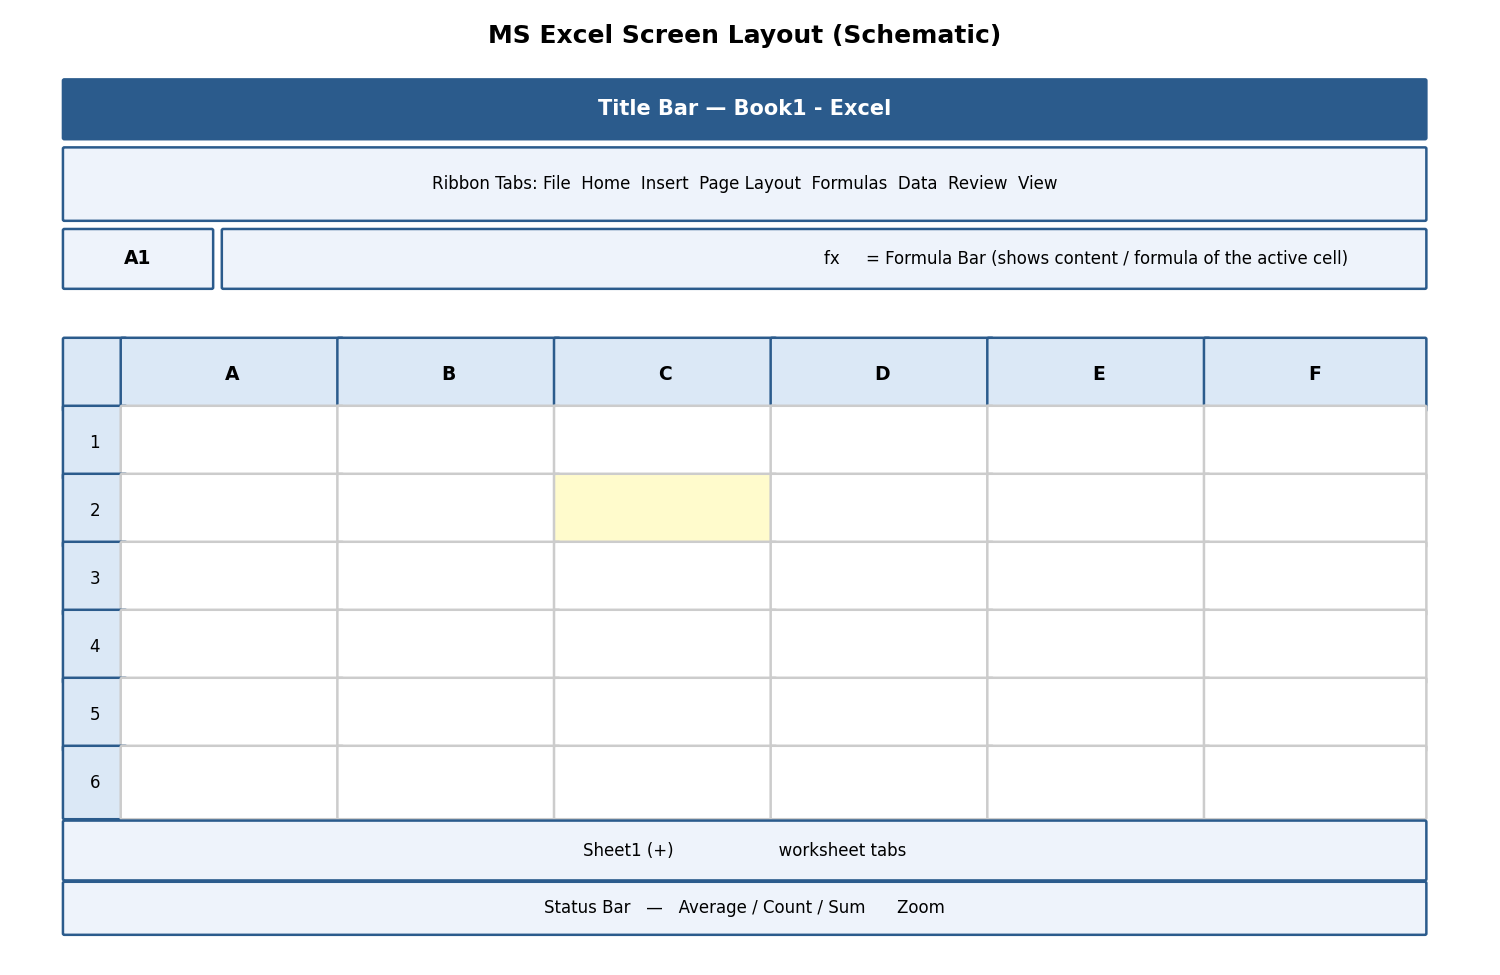 MS Excel Screen Layout (Schematic)
Title Bar — Book1 - Excel
Ribbon Tabs: File  Home  Insert  Page Layout  Formulas  Data  Review  View
A1  fx  = Formula Bar (shows content / formula of the active cell)
A  B  C  D  E  F
1
2
3
4
5
6
Sheet1 (+)  worksheet tabs
Status Bar  —  Average / Count / Sum  Zoom